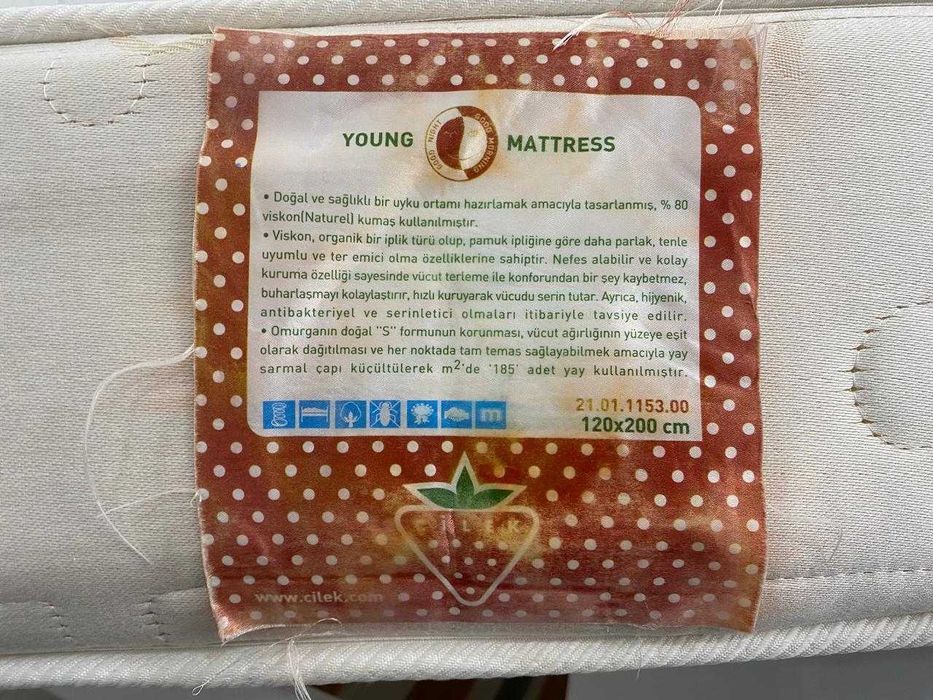 YOUNG MATTRESS
GOOD NIGHT GOOD MORNING
• Doğal ve sağlıklı bir uyku ortamı hazırlamak amacıyla tasarlanmış, % 80
viskon(Naturel) kumaş kullanılmıştır.
• Viskon, organik bir iplik türü olup, pamuk ipliğine göre daha parlak, tenle
uyumlu ve ter emici olma özelliklerine sahiptir. Nefes alabilir ve kolay
kuruma özelliği sayesinde vücut terleme ile konforundan bir şey kaybetmez,
buharlaşmayı kolaylaştırır, hızlı kuruyarak vücudu serin tutar. Ayrıca, hijyenik,
antibakteriyel ve serinletici olmaları itibariyle tavsiye edilir.
• Omurganın doğal "S" formunun korunması, vücut ağırlığının yüzeye eşit
olarak dağıtılması ve her noktada tam temas sağlayabilmek amacıyla yay
sarmal çapı küçültülerek m²'de '185' adet yay kullanılmıştır.
m
21.01.1153.00
120x200 cm
ÇİLEK
www.cilek.com